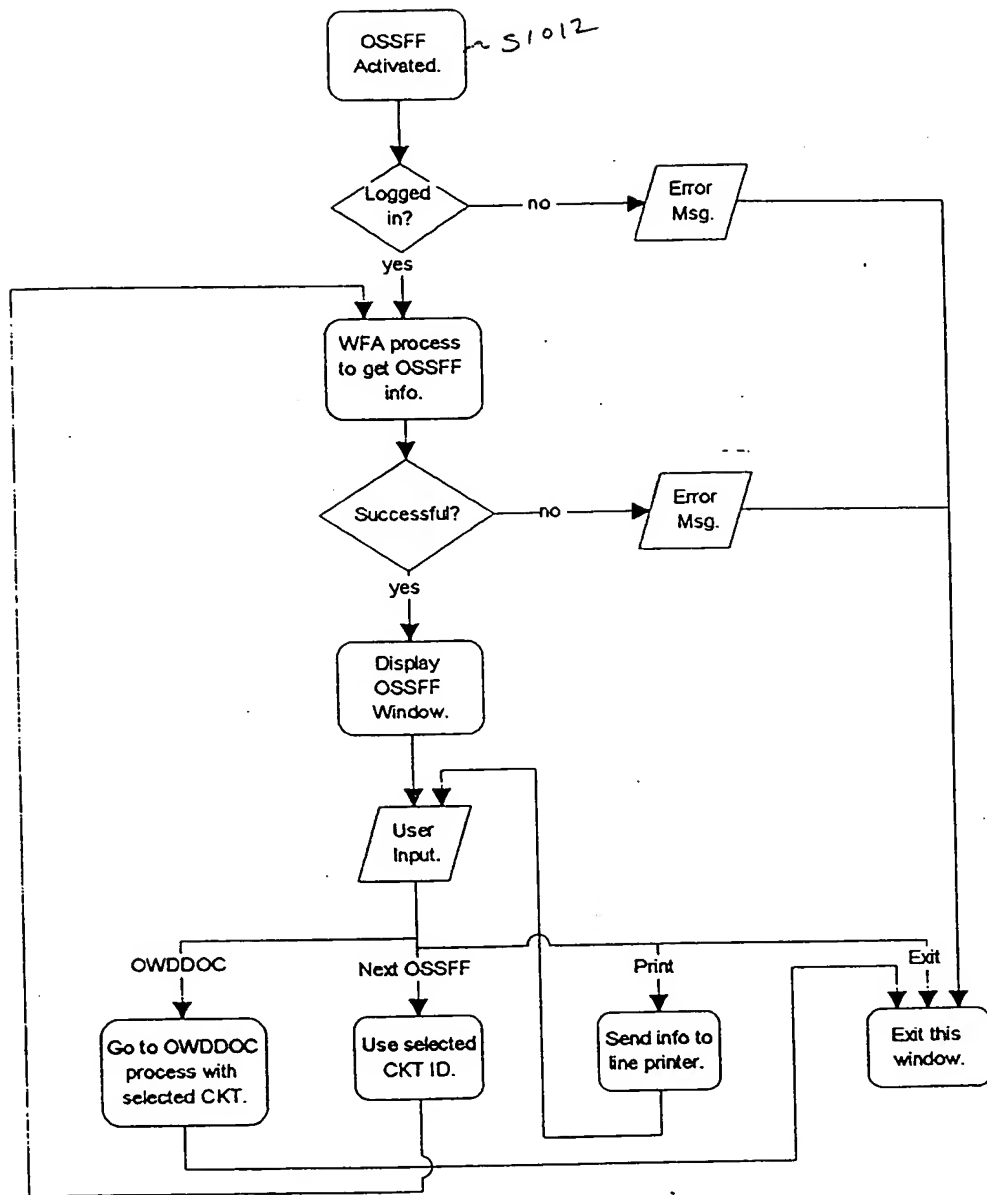 OSSFF
Activated.
~ S1012
Logged
in?
no
Error
Msg.
yes
WFA process
to get OSSFF
info.
Successful?
no
Error
Msg.
yes
Display
OSSFF
Window.
User
Input.
OWDDOC
Next OSSFF
Print
Exit
Go to OWDDOC
process with
selected CKT.
Use selected
CKT ID.
Send info to
line printer.
Exit this
window.